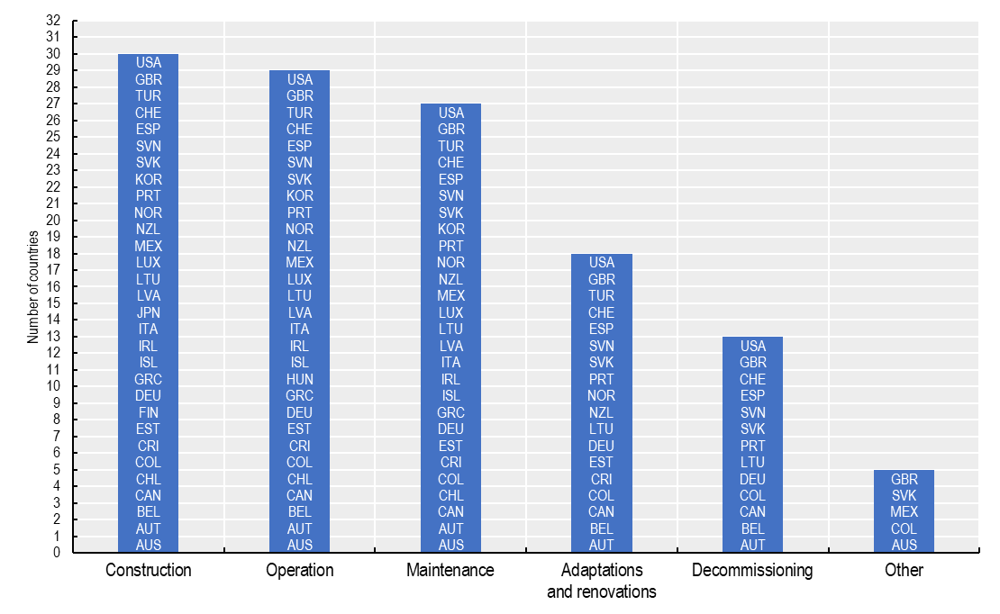 32
31
30
29
28
27
26
25
24
23
22
21
20
19
18
17
16
15
14
13
12
11
10
9
8
7
6
5
4
3
2
1
0
Number of countries
USA
GBR
TUR
CHE
ESP
SVN
SVK
KOR
PRT
NOR
NZL
MEX
LUX
LTU
LVA
JPN
ITA
IRL
ISL
GRC
DEU
FIN
EST
CRI
COL
CHL
CAN
BEL
AUT
AUS
USA
GBR
TUR
CHE
ESP
SVN
SVK
KOR
PRT
NOR
NZL
MEX
LUX
LTU
LVA
ITA
IRL
ISL
HUN
GRC
DEU
EST
CRI
COL
CHL
CAN
BEL
AUT
AUS
USA
GBR
TUR
CHE
ESP
SVN
SVK
KOR
PRT
NOR
NZL
MEX
LUX
LTU
LVA
ITA
IRL
ISL
GRC
DEU
EST
CRI
COL
CHL
CAN
AUT
AUS
USA
GBR
TUR
CHE
ESP
SVN
SVK
PRT
NOR
NZL
LTU
DEU
EST
CRI
COL
CAN
BEL
AUT
USA
GBR
CHE
ESP
SVN
SVK
PRT
LTU
DEU
COL
CAN
BEL
AUT
GBR
SVK
MEX
COL
AUS
Construction
Operation
Maintenance
Adaptations
and renovations
Decommissioning
Other